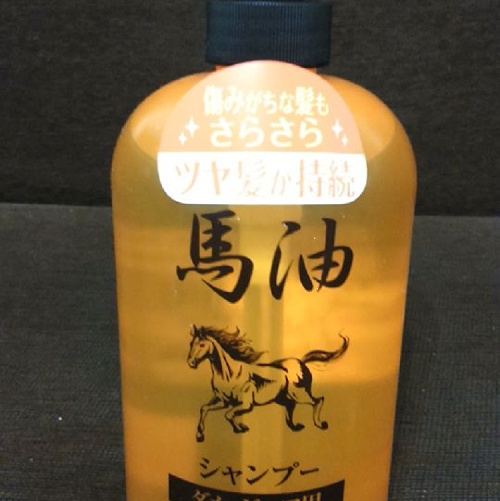 傷みがちな髪も
さらさら
ツヤ髪が持続
馬油
シャンプー